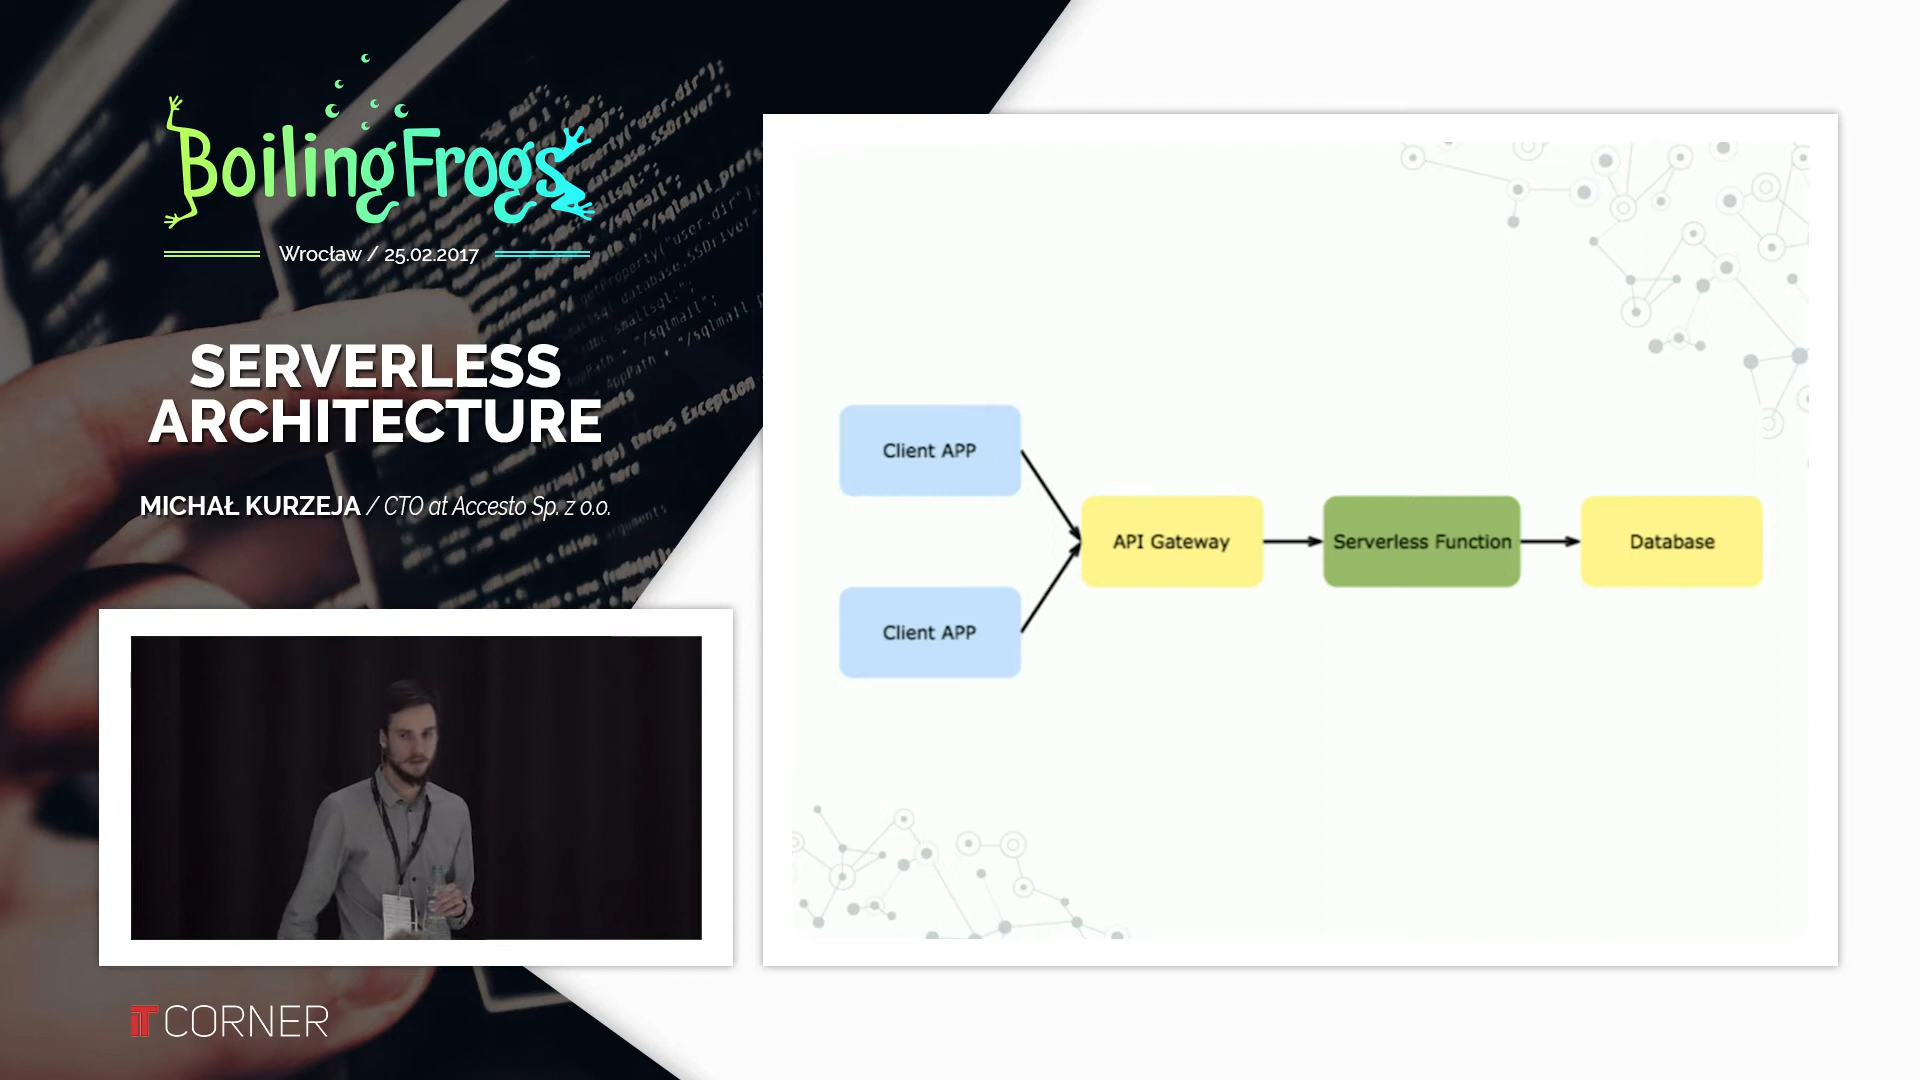 BoilingFrogs
Wrocław / 25.02.2017
SERVERLESS
ARCHITECTURE
MICHAŁ KURZEJA / CTO at Accesto Sp. z o.o.
IT CORNER
Client APP
Client APP
API Gateway
Serverless Function
Database